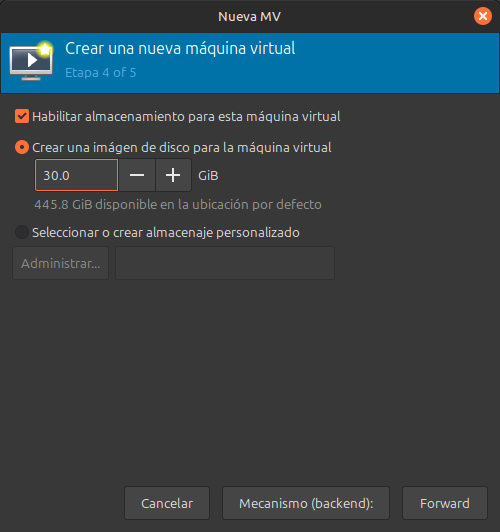 Nueva MV
Crear una nueva máquina virtual
Etapa 4 of 5
Habilitar almacenamiento para esta máquina virtual
Crear una imágen de disco para la máquina virtual
30.0 − + GiB
445.8 GiB disponible en la ubicación por defecto
Seleccionar o crear almacenaje personalizado
Administrar...
Cancelar Mecanismo (backend): Forward